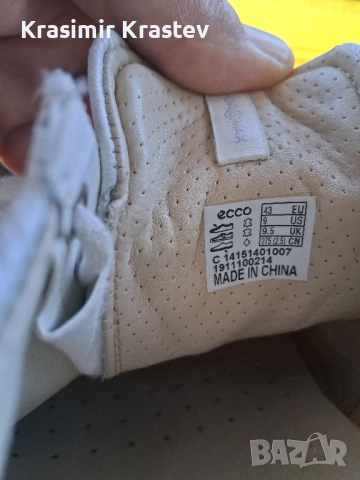 Krasimir Krastev
ecco
43 EU
9 US
9.5 UK
275 (2.5) CN
C 14151401007
1911100214
MADE IN CHINA
BAZAR